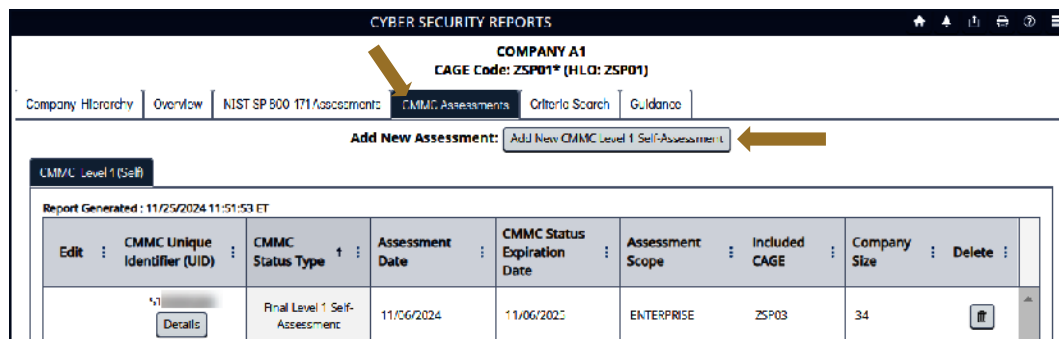 CYBER SECURITY REPORTS
COMPANY A1
CAGE Code: ZSP01* (HLO: ZSP01)
Company Hierarchy Overview NIST SP 800-171 Assessments CMMC Assessments Criteria Search Guidance
Add New Assessment: Add New CMMC Level 1 Self-Assessment
CMMC Level 1 (Self)
Report Generated : 11/25/2024 11:51:53 ET
Edit
CMMC Unique
Identifier (UID)
CMMC
Status Type
Assessment
Date
CMMC Status
Expiration
Date
Assessment
Scope
Included
CAGE
Company
Size
Delete
S1
Details
Final Level 1 Self-
Assessment
11/06/2024
11/06/2025
ENTERPRISE
ZSP03
34